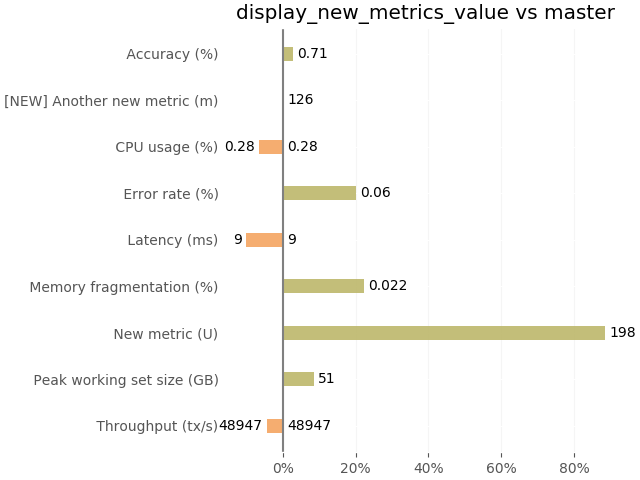 display_new_metrics_value vs master
Accuracy (%) 0.71
[NEW] Another new metric (m) 126
CPU usage (%) 0.28 0.28
Error rate (%) 0.06
Latency (ms) 9 9
Memory fragmentation (%) 0.022
New metric (U) 198
Peak working set size (GB) 51
Throughput (tx/s) 48947 48947
0% 20% 40% 60% 80%